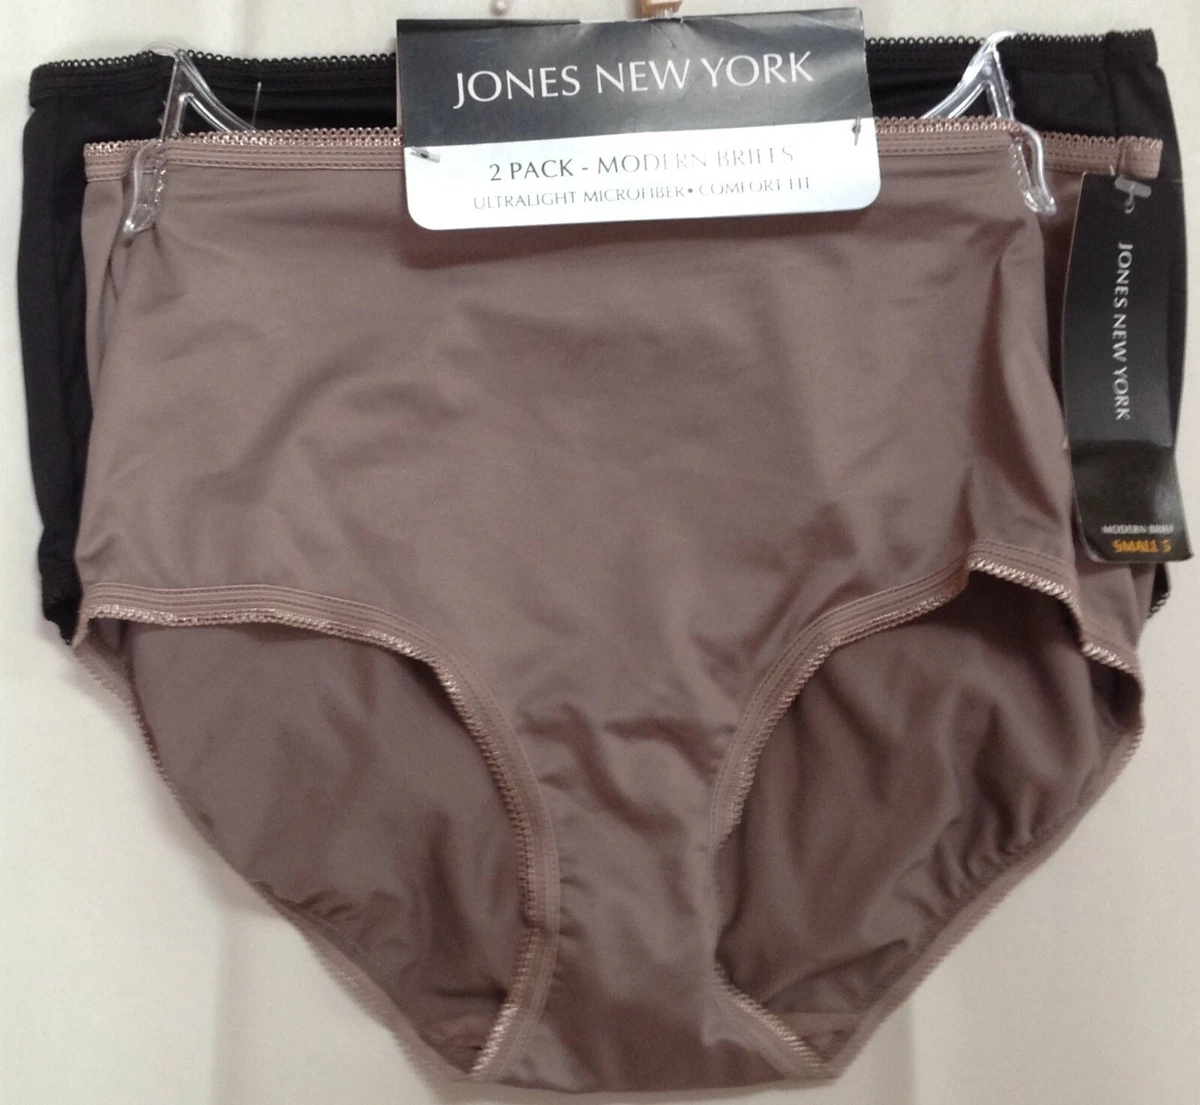 JONES NEW YORK
2 PACK - MODERN BRIEFS
ULTRALIGHT MICROFIBER • COMFORT FIT
JONES NEW YORK
MODERN BRIEF
SMALL 5